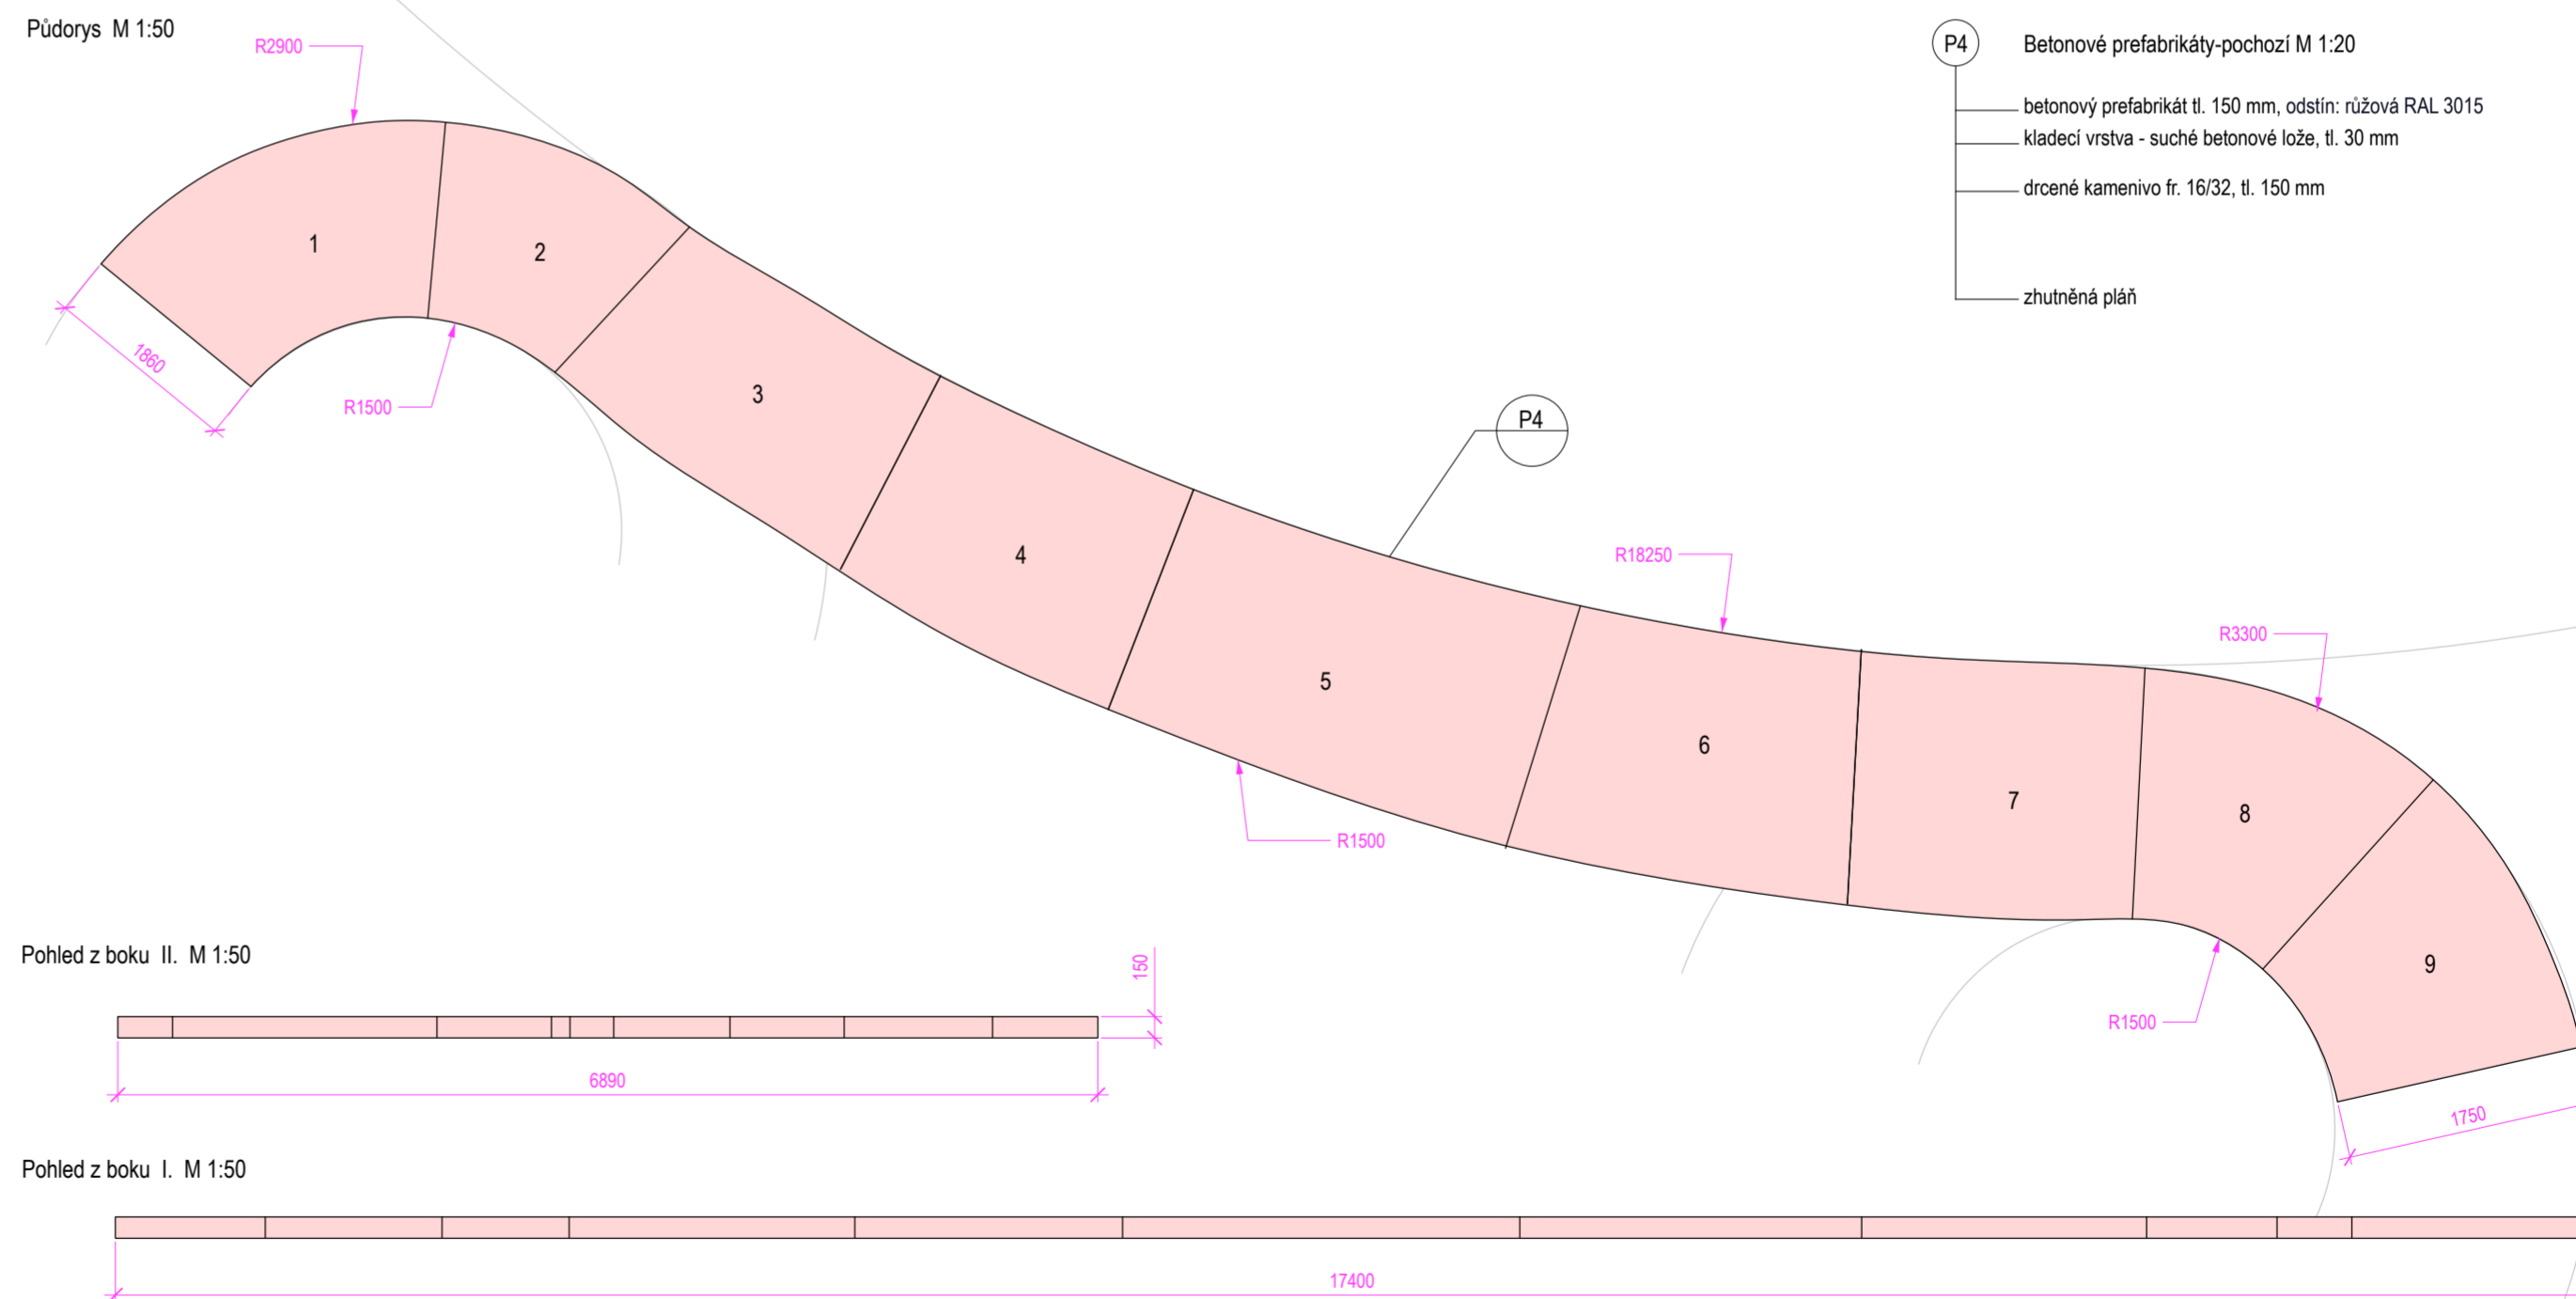 Půdorys M 1:50
R2900
P4
Betonové prefabrikáty-pochozí M 1:20
betonový prefabrikát tl. 150 mm, odstín: růžová RAL 3015
kladecí vrstva - suché betonové lože, tl. 30 mm
drcené kamenivo fr. 16/32, tl. 150 mm
zhutněná pláň
1
2
1860
R1500
3
P4
4
R18250
R3300
5
6
7
8
R1500
9
Pohled z boku II. M 1:50
150
R1500
6890
1750
Pohled z boku I. M 1:50
17400